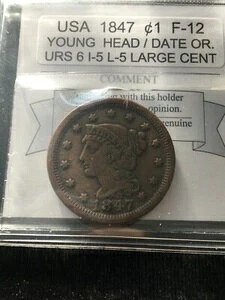 USA 1847 ¢1 F-12
YOUNG HEAD / DATE OR.
URS 6 I-5 L-5 LARGE CENT
COMMENT
with this holder
opinion.
genuine
1847